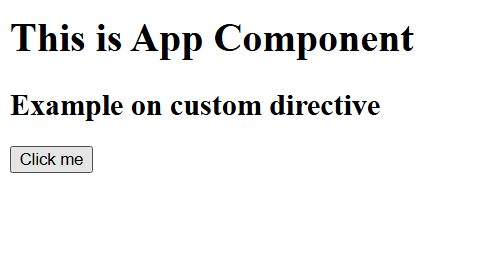 This is App Component
Example on custom directive
Click me